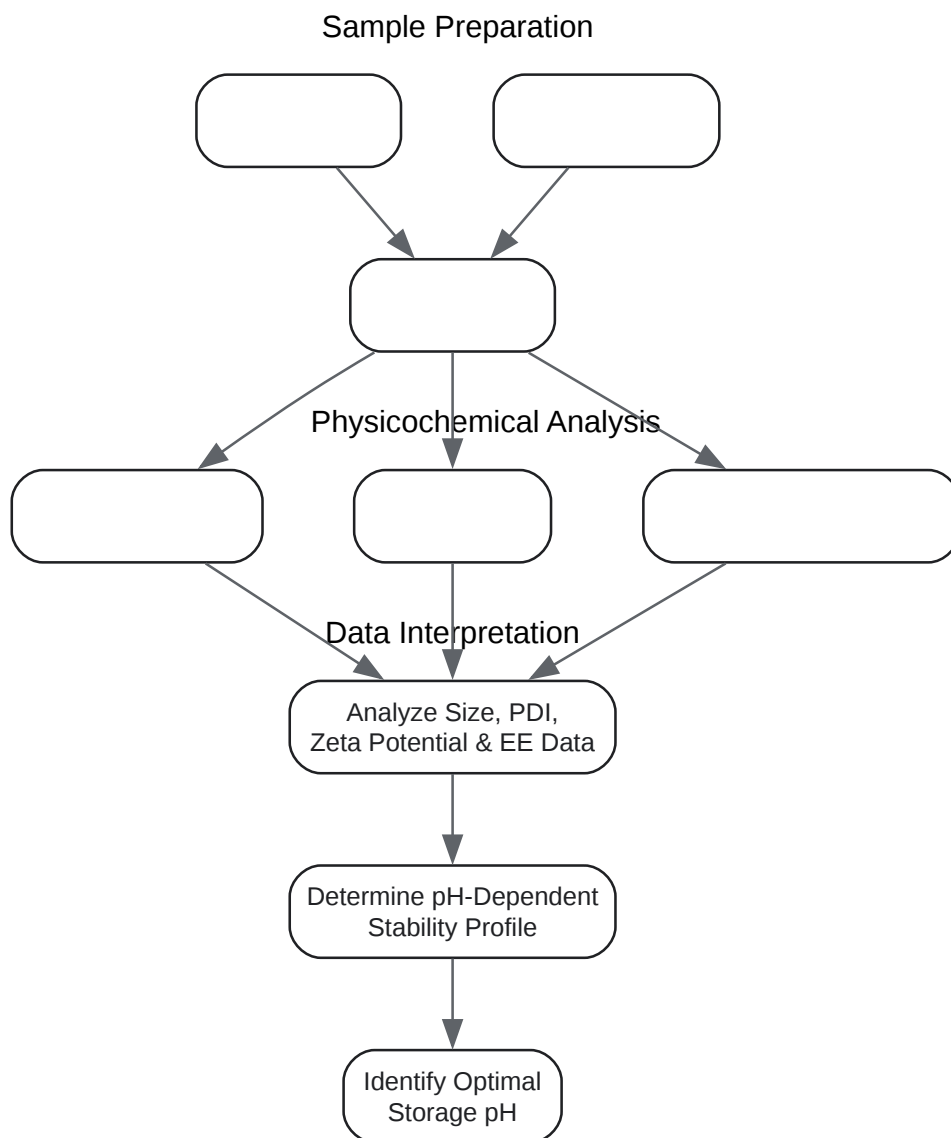 Sample Preparation
Physicochemical Analysis
Data Interpretation
Analyze Size, PDI,
Zeta Potential & EE Data
Determine pH-Dependent
Stability Profile
Identify Optimal
Storage pH